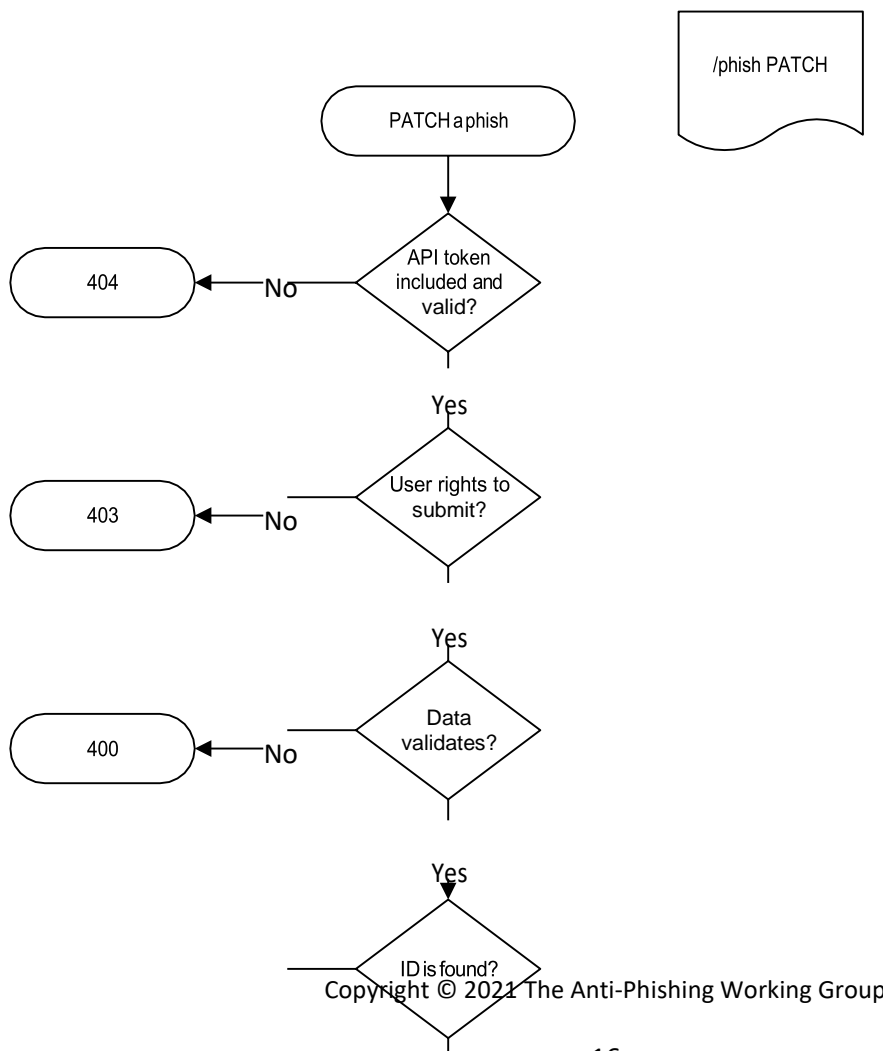 /phish PATCH
PATCH a phish
API token
included and
valid?
404
No
Yes
User rights to
submit?
403
No
Yes
Data
validates?
400
No
Yes
ID is found?
Copyright © 2021 The Anti-Phishing Working Group